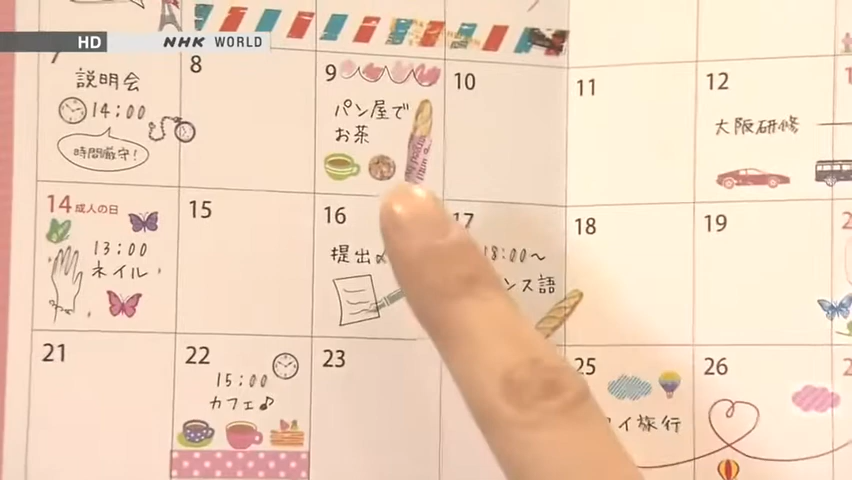 HD
NHK WORLD
7
説明会
14:00
時間厳守!
8
9
パン屋で
お茶
10
11
12
大阪研修
14 成人の日
13:00
ネイル
15
16
提出〆
17
18:00～
ンス語
18
19
21
22
15:00
カフェ♪
23
25
イ旅行
26